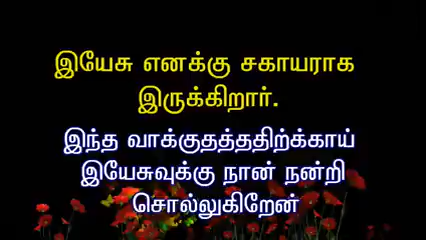 இயேசு எனக்கு சகாயராக
இருக்கிறார்.
இந்த வாக்குதத்ததிற்க்காய்
இயேசுவுக்கு நான் நன்றி
சொல்லுகிறேன்